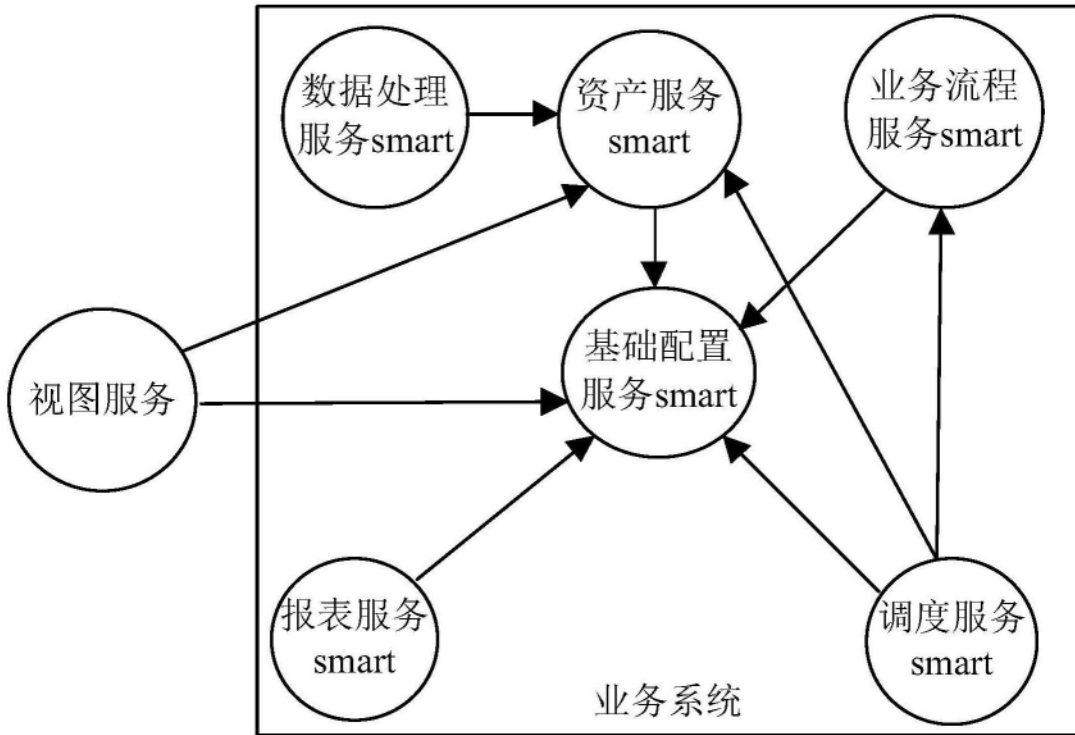 数据处理
服务smart
资产服务
smart
业务流程
服务smart
视图服务
基础配置
服务smart
报表服务
smart
调度服务
smart
业务系统